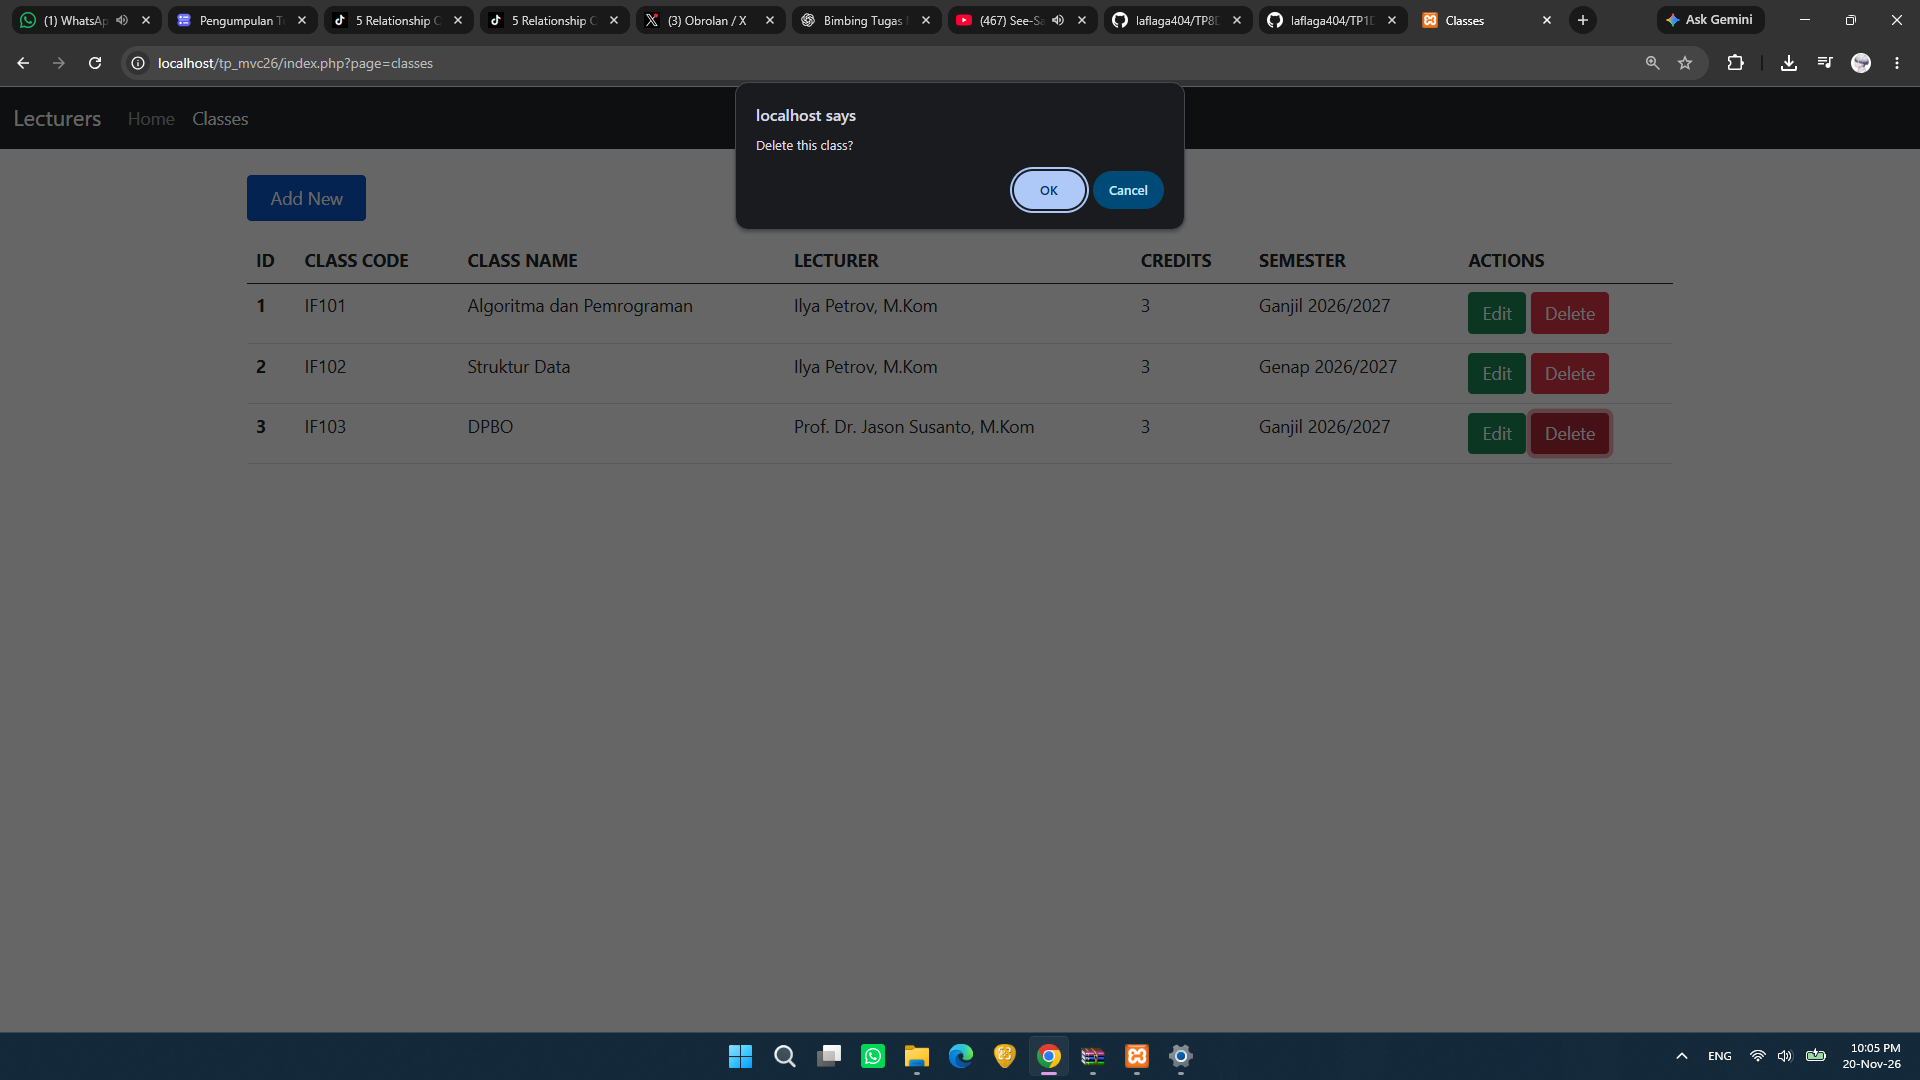 (1) WhatsAp
Pengumpulan Tu
5 Relationship C
5 Relationship C
(3) Obrolan / X
Bimbing Tugas
(467) See-Sa
laflaga404/TP8D
laflaga404/TP1D
Classes
Ask Gemini
localhost/tp_mvc26/index.php?page=classes
Lecturers Home Classes
localhost says
Delete this class?
OK Cancel
Add New
ID CLASS CODE CLASS NAME LECTURER CREDITS SEMESTER ACTIONS
1 IF101 Algoritma dan Pemrograman Ilya Petrov, M.Kom 3 Ganjil 2026/2027 Edit Delete
2 IF102 Struktur Data Ilya Petrov, M.Kom 3 Genap 2026/2027 Edit Delete
3 IF103 DPBO Prof. Dr. Jason Susanto, M.Kom 3 Ganjil 2026/2027 Edit Delete
ENG
10:05 PM
20-Nov-26